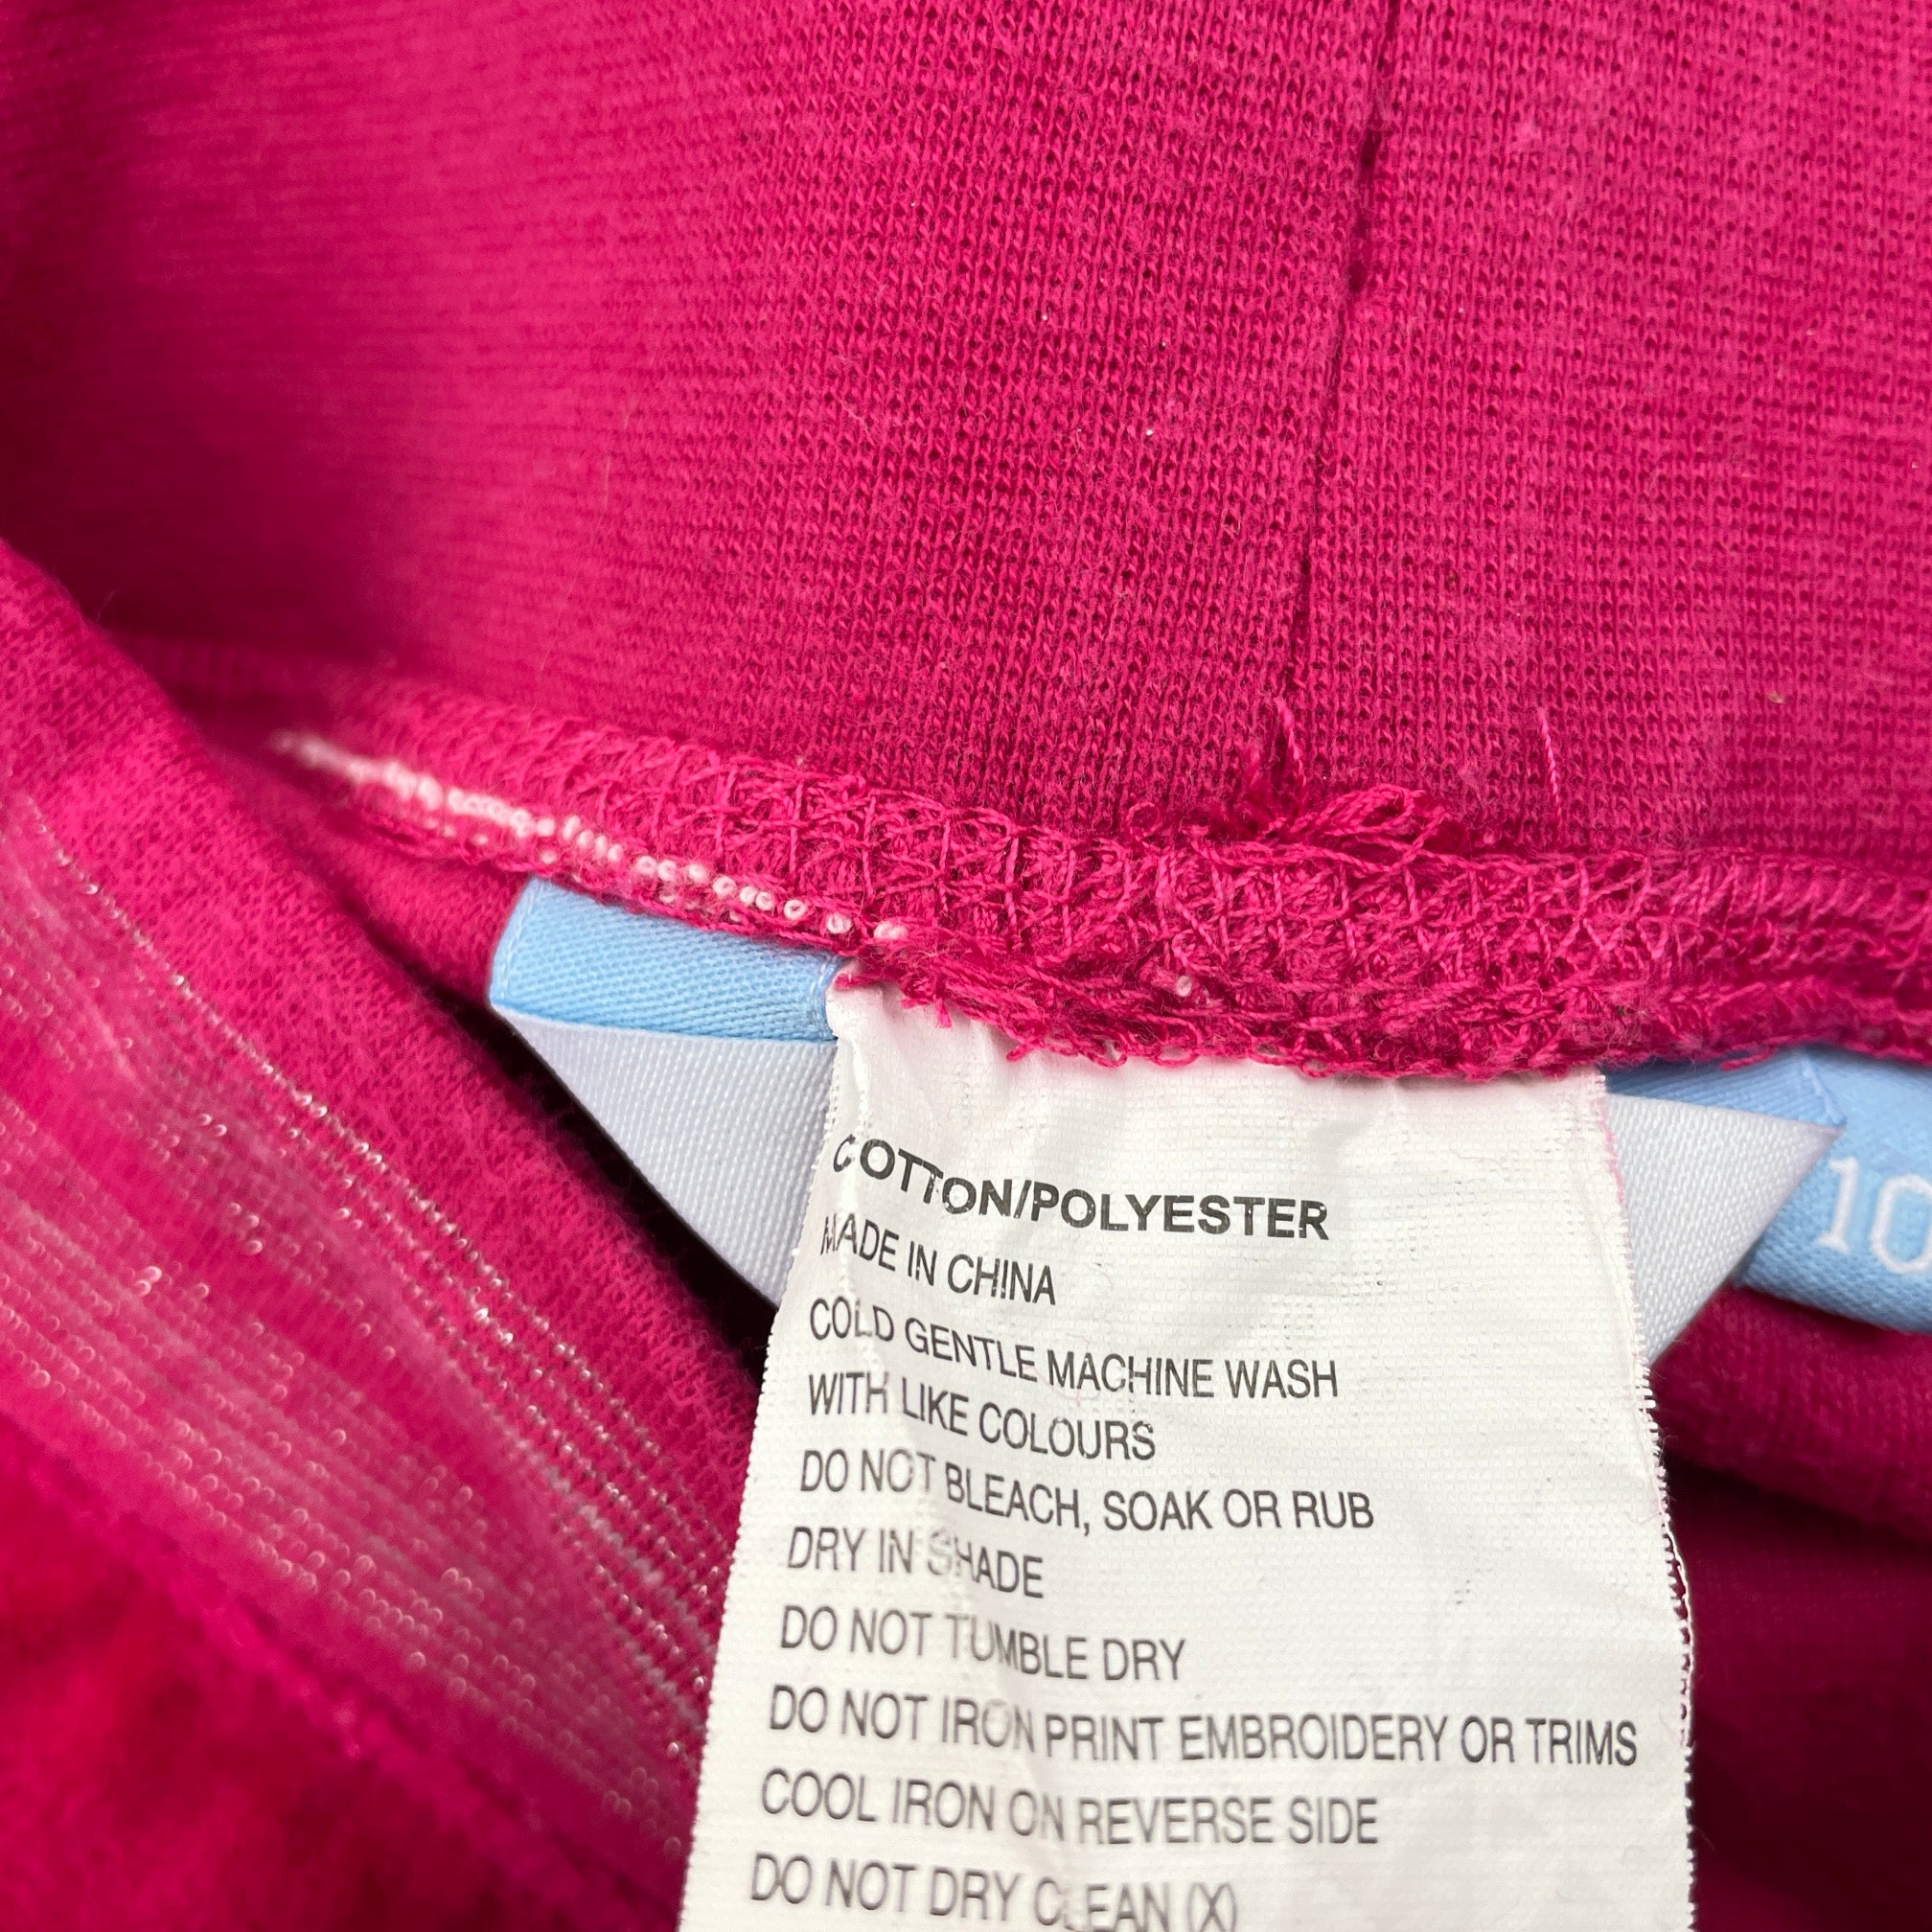 COTTON/POLYESTER
MADE IN CHINA
COLD GENTLE MACHINE WASH
WITH LIKE COLOURS
DO NOT BLEACH, SOAK OR RUB
DRY IN SHADE
DO NOT TUMBLE DRY
DO NOT IRON PRINT EMBROIDERY OR TRIMS
COOL IRON ON REVERSE SIDE
DO NOT DRY CLEAN (X)
10